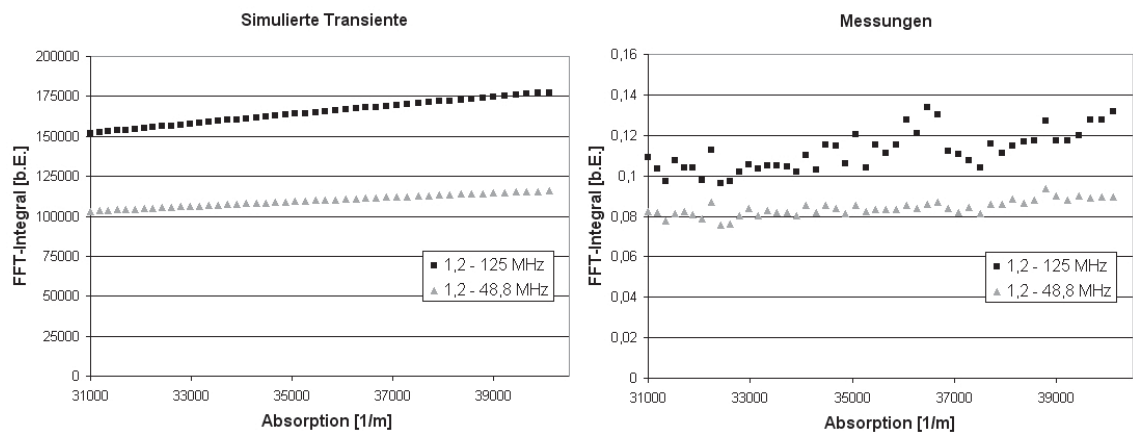 Simulierte Transiente
FFT-Integral [b.E.]
200000
175000
150000
125000
100000
75000
50000
25000
0
1,2 - 125 MHz
1,2 - 48,8 MHz
31000 33000 35000 37000 39000
Absorption [1/m]
Messungen
FFT-Integral [b.E.]
0,16
0,14
0,12
0,1
0,08
0,06
0,04
0,02
0
1,2 - 125 MHz
1,2 - 48,8 MHz
31000 33000 35000 37000 39000
Absorption [1/m]